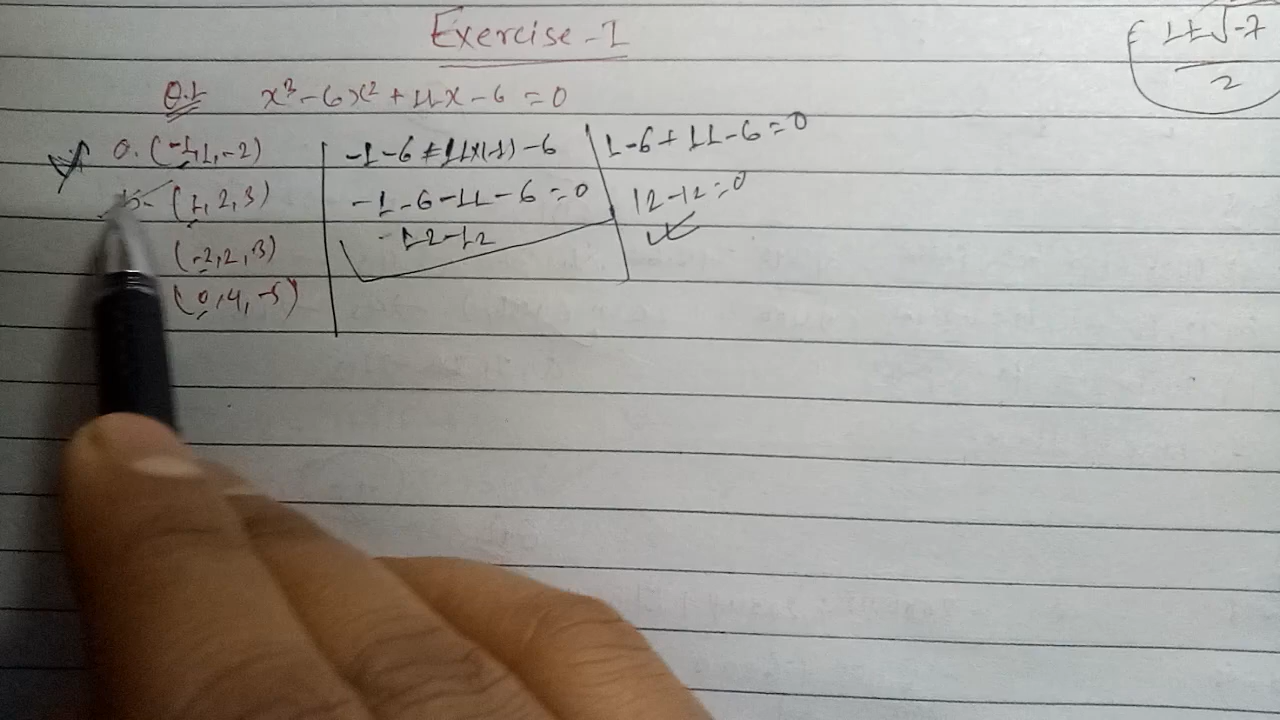 Exercise-1
1±√-7
2
Q.1 x³-6x²+11x-6=0
a. (-1,1,-2)
b- (1,2,3)
(-2,2,3)
(0,4,-5)
-1-6+11×(-1)-6
-1-6-11-6=0
-12-12
1-6+11-6=0
12-12=0